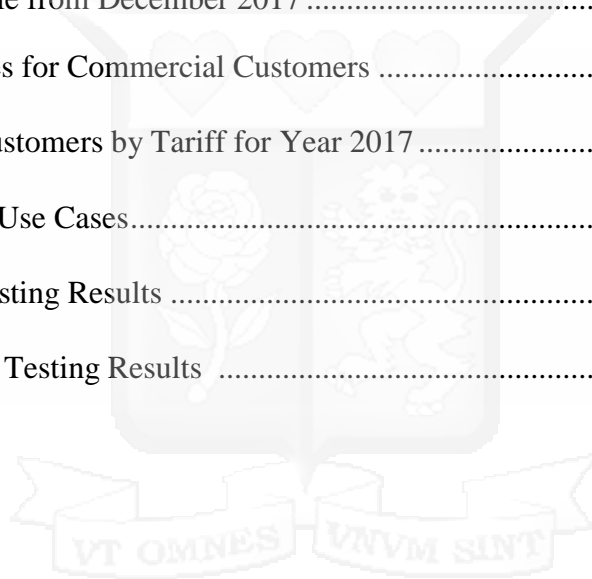 from December 2017 ........................................
es for Commercial Customers ..............................
ustomers by Tariff for Year 2017 ........................
Use Cases...................................................................
sting Results ..........................................................
Testing Results ..................................................
VT OMNES VNVM SINT